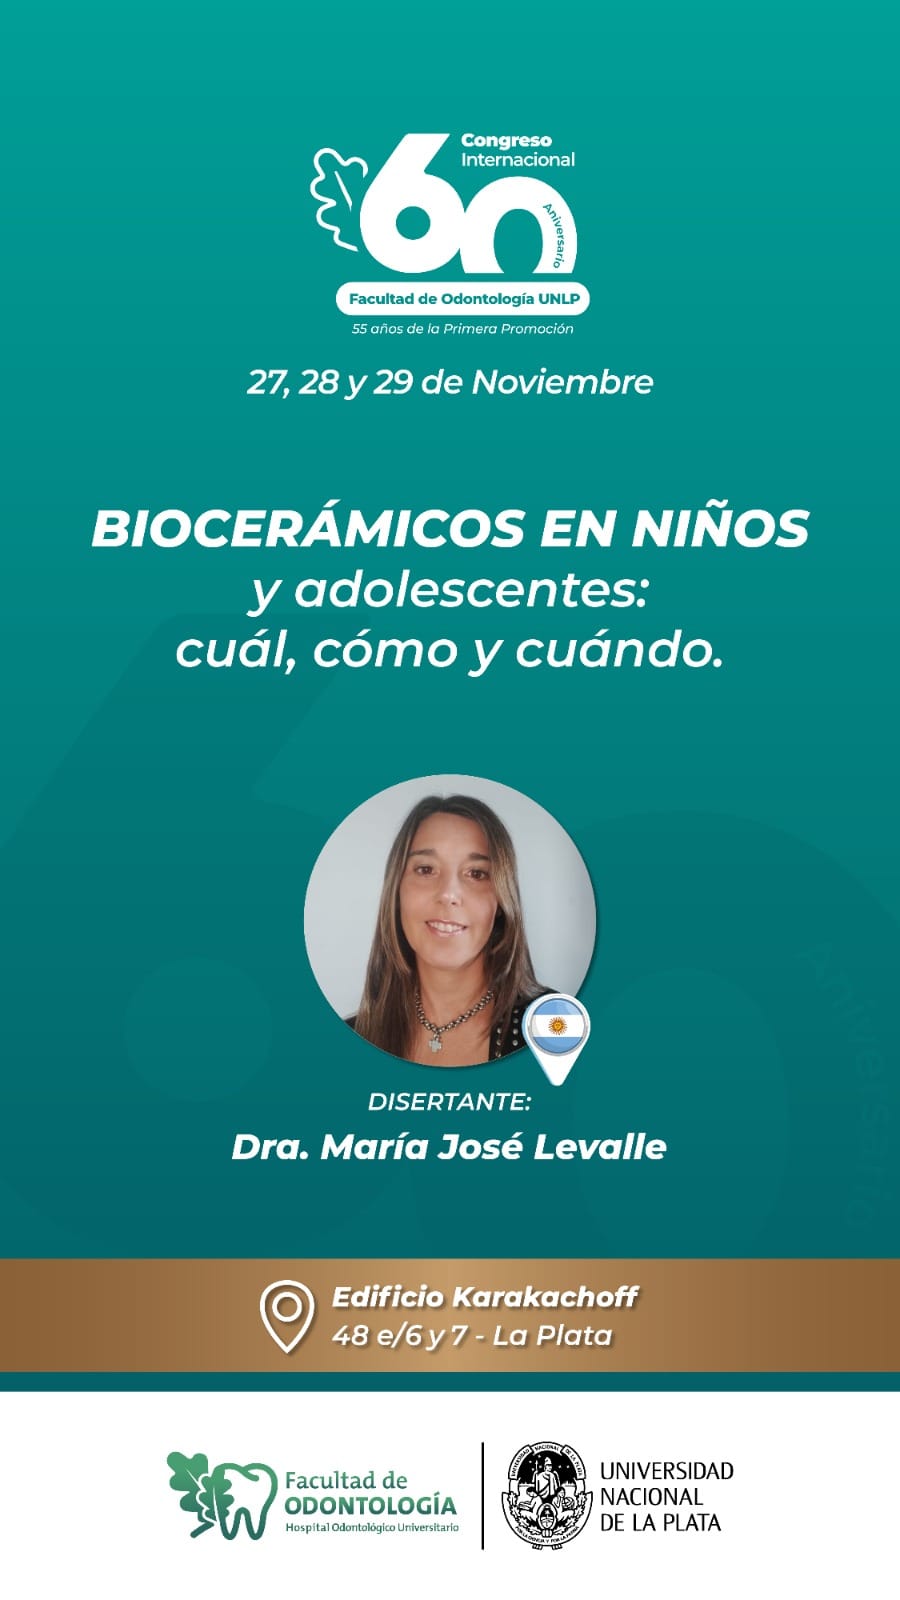 Congreso
Internacional
60
Aniversario
Facultad de Odontología UNLP
55 años de la Primera Promoción
27, 28 y 29 de Noviembre
BIOCERÁMICOS EN NIÑOS
y adolescentes:
cuál, cómo y cuándo.
Aniversario
DISERTANTE:
Dra. María José Levalle
Edificio Karakachoff
48 e/6 y 7 - La Plata
Facultad de
ODONTOLOGÍA
Hospital Odontológico Universitario
UNIVERSIDAD
NACIONAL
DE LA PLATA